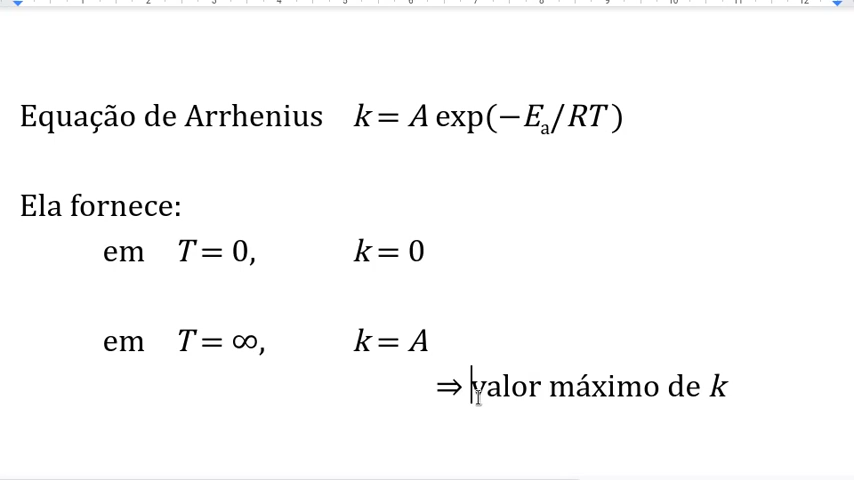 Equação de Arrhenius k = A exp(−Eₐ/RT)
Ela fornece:
em T = 0, k = 0
em T = ∞, k = A
⇒ valor máximo de k